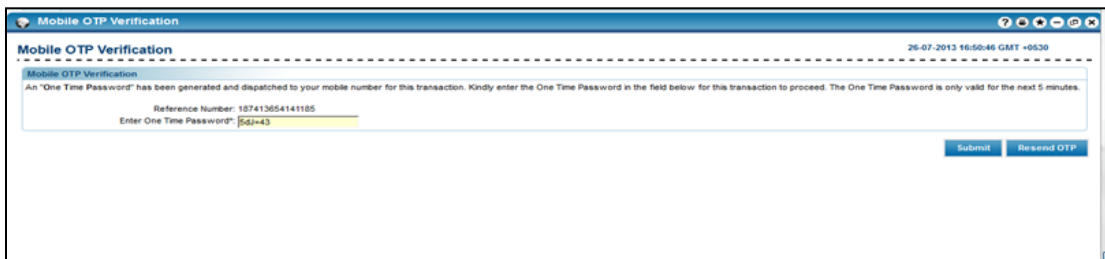 Mobile OTP Verification
Mobile OTP Verification
26-07-2013 16:50:46 GMT +0530
Mobile OTP Verification
An "One Time Password" has been generated and dispatched to your mobile number for this transaction. Kindly enter the One Time Password in the field below for this transaction to proceed. The One Time Password is only valid for the next 5 minutes.
Reference Number: 187413654141185
Enter One Time Password*: 5dJ=43
Submit Resend OTP